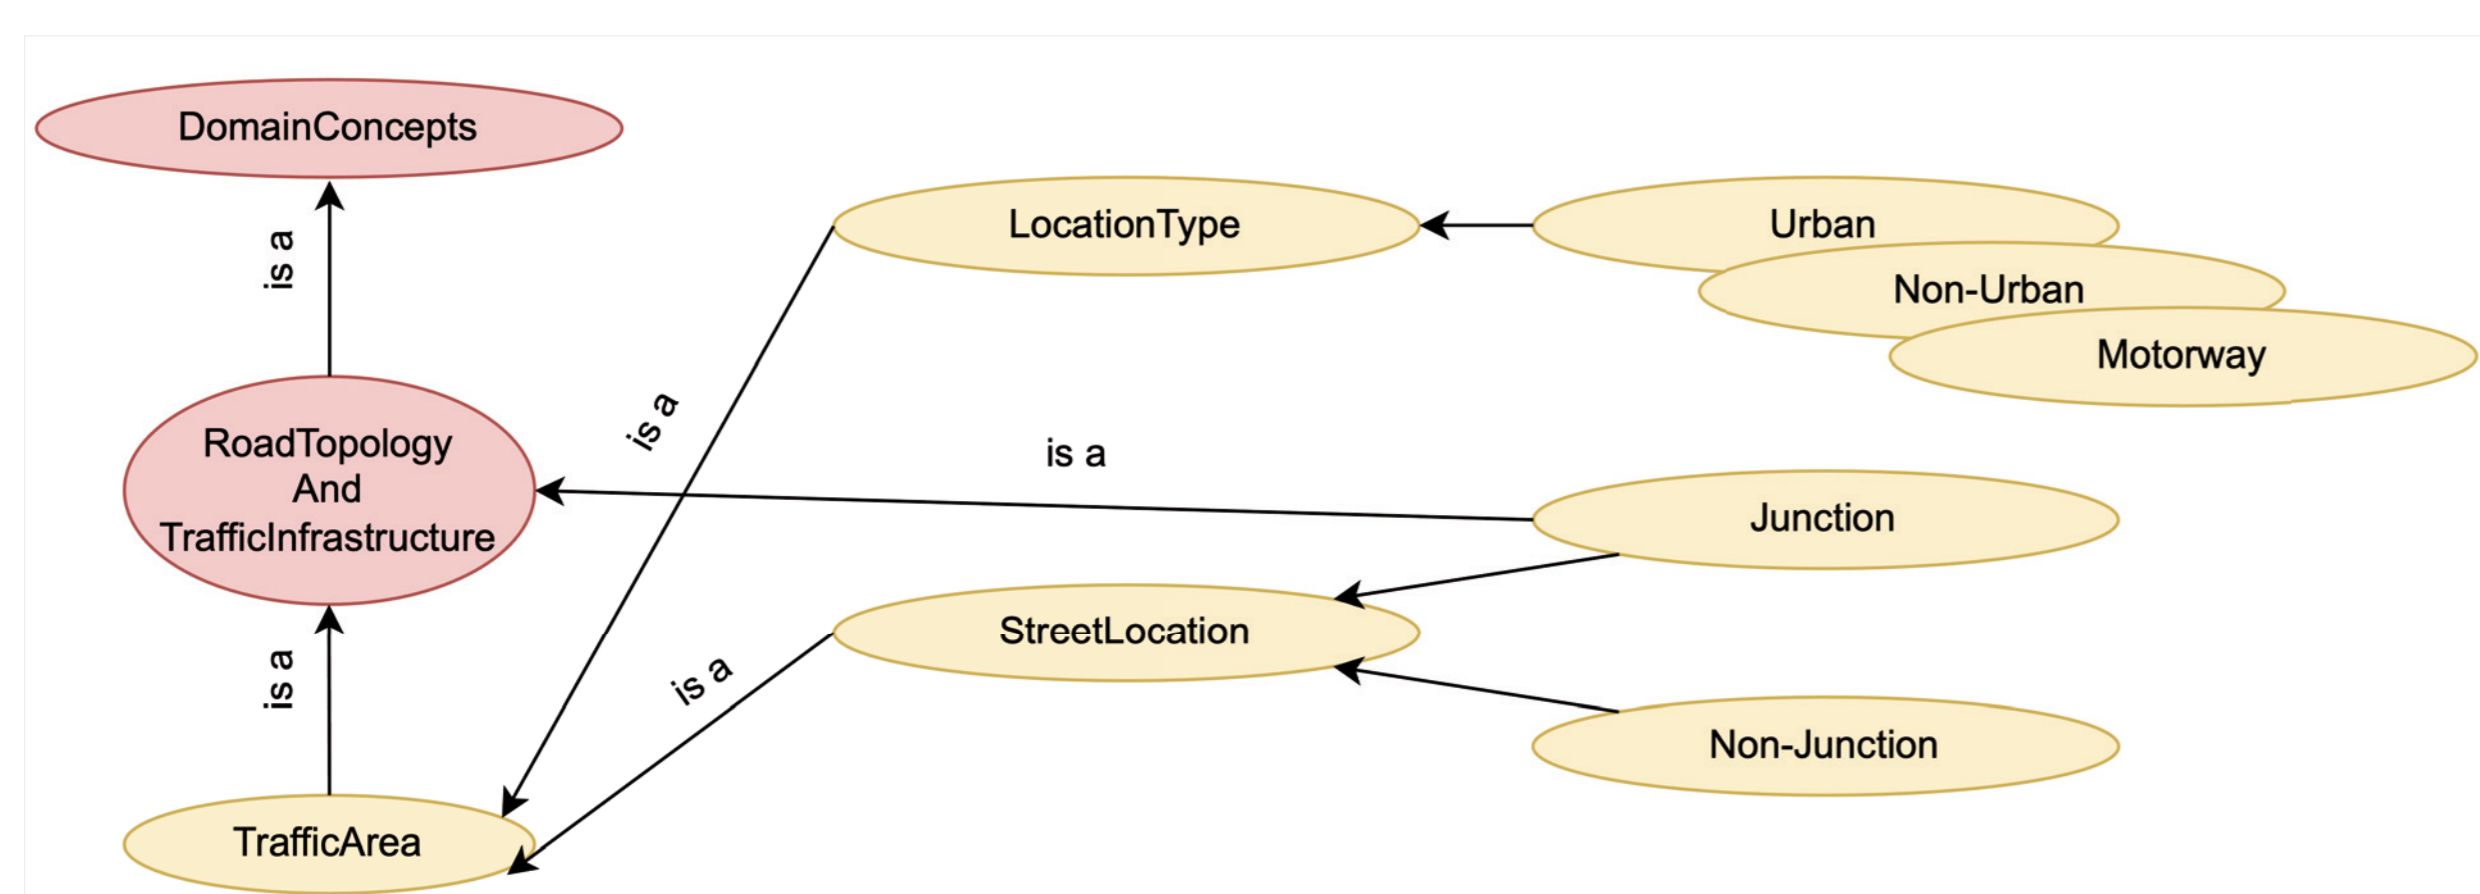 DomainConcepts
is a
LocationType
Urban
Non-Urban
Motorway
is a
is a
RoadTopology
And
TrafficInfrastructure
Junction
StreetLocation
is a
is a
Non-Junction
TrafficArea